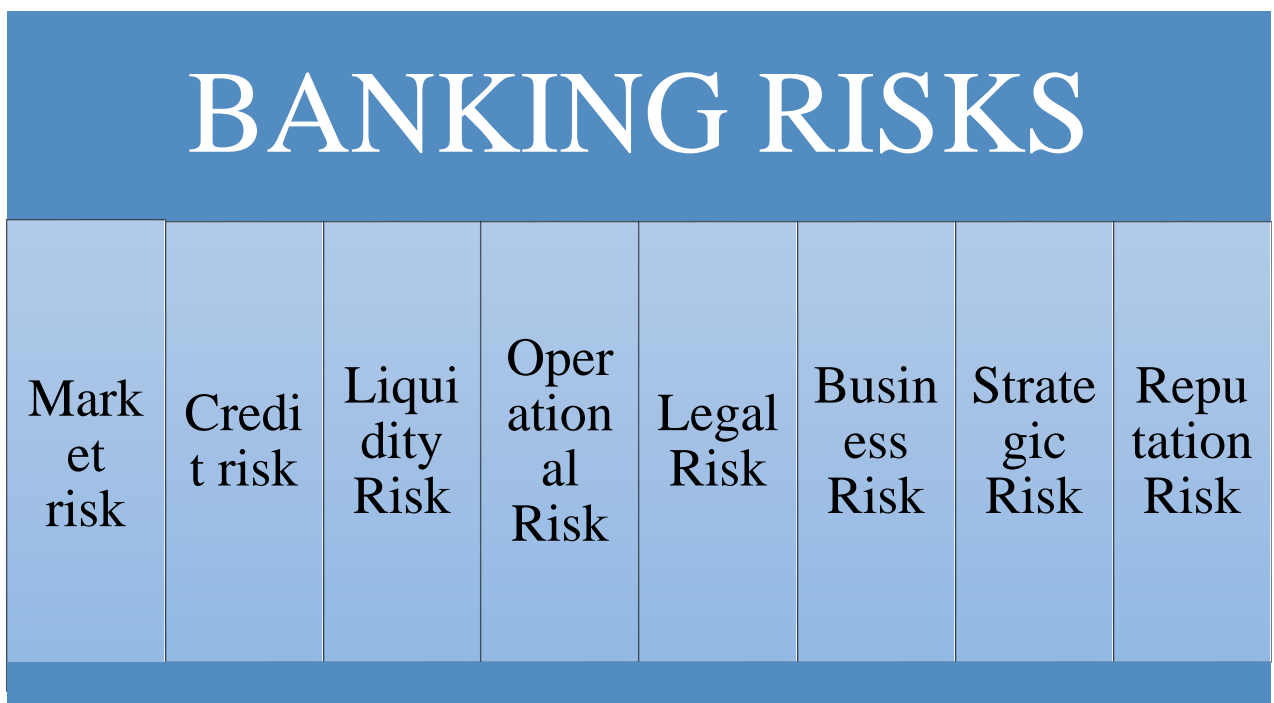 BANKING RISKS
Mark
et
risk
Credi
t risk
Liqui
dity
Risk
Oper
ation
al
Risk
Legal
Risk
Busin
ess
Risk
Strate
gic
Risk
Repu
tation
Risk